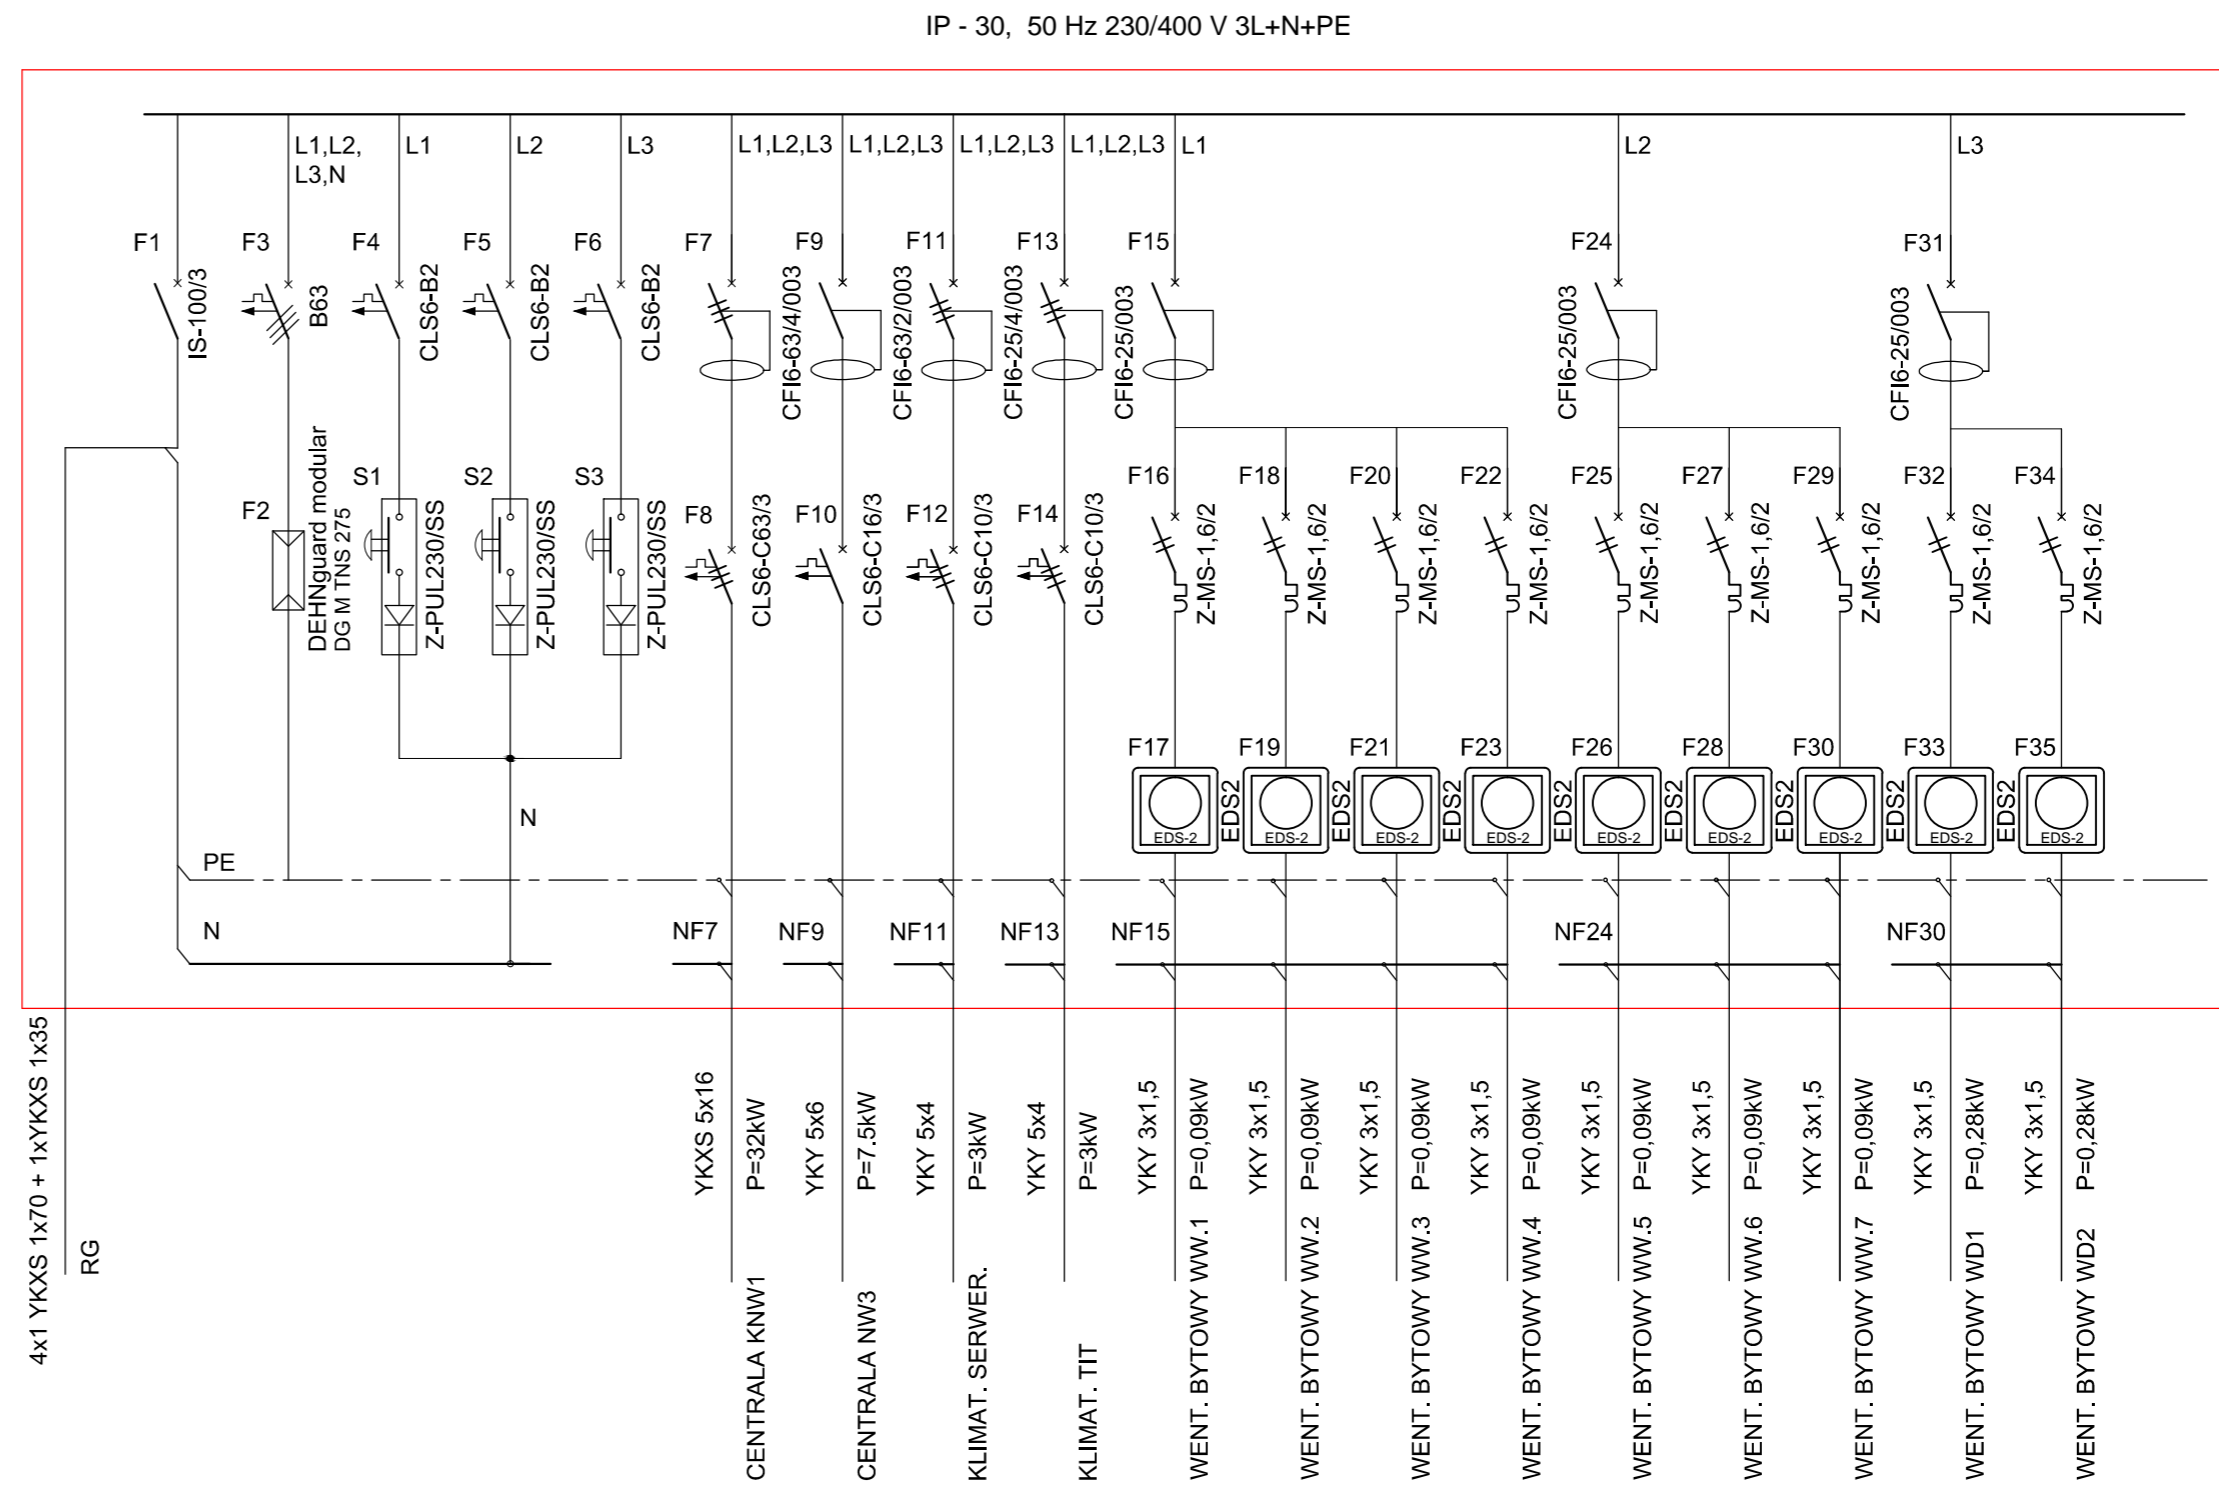 IP - 30,  50 Hz 230/400 V 3L+N+PE
L1,L2,
L3,N
L1
L2
L3
L1,L2,L3
L1,L2,L3
L1,L2,L3
L1,L2,L3
L1
L2
L3
F1
IS-100/3
F3
B63
F4
CLS6-B2
F5
CLS6-B2
F6
CLS6-B2
F7
F9
CFI6-63/4/003
F11
CFI6-63/2/003
F13
CFI6-25/4/003
F15
CFI6-25/003
F24
CFI6-25/003
F31
CFI6-25/003
F2
DEHNguard modular
DG M TNS 275
S1
Z-PUL230/SS
S2
Z-PUL230/SS
S3
Z-PUL230/SS
F8
CLS6-C63/3
F10
CLS6-C16/3
F12
CLS6-C10/3
F14
CLS6-C10/3
F16
Z-MS-1,6/2
F18
Z-MS-1,6/2
F20
Z-MS-1,6/2
F22
Z-MS-1,6/2
F25
Z-MS-1,6/2
F27
Z-MS-1,6/2
F29
Z-MS-1,6/2
F32
Z-MS-1,6/2
F34
Z-MS-1,6/2
F17
EDS-2
F19
EDS2
EDS-2
F21
EDS2
EDS-2
F23
EDS2
EDS-2
F26
EDS2
EDS-2
F28
EDS2
EDS-2
F30
EDS2
EDS-2
F33
EDS2
EDS-2
F35
EDS2
EDS-2
N
PE
N
NF7
NF9
NF11
NF13
NF15
NF24
NF30
4x1 YKXS 1x70 + 1xYKXS 1x35
RG
YKXS 5x16
P=32kW
CENTRALA KNW1
YKY 5x6
P=7.5kW
CENTRALA NW3
YKY 5x4
P=3kW
KLIMAT. SERWER.
YKY 5x4
P=3kW
KLIMAT. TIT
YKY 3x1,5
P=0,09kW
WENT. BYTOWY WW.1
YKY 3x1,5
P=0,09kW
WENT. BYTOWY WW.2
YKY 3x1,5
P=0,09kW
WENT. BYTOWY WW.3
YKY 3x1,5
P=0,09kW
WENT. BYTOWY WW.4
YKY 3x1,5
P=0,09kW
WENT. BYTOWY WW.5
YKY 3x1,5
P=0,09kW
WENT. BYTOWY WW.6
YKY 3x1,5
P=0,09kW
WENT. BYTOWY WW.7
YKY 3x1,5
P=0,28kW
WENT. BYTOWY WD1
YKY 3x1,5
P=0,28kW
WENT. BYTOWY WD2